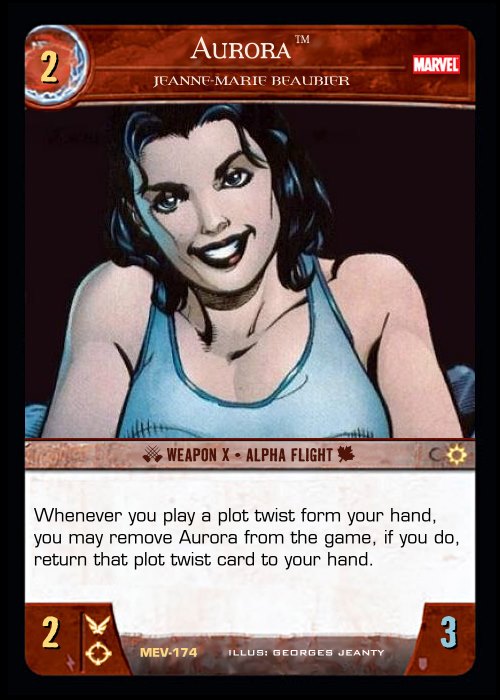 2
AURORA™
MARVEL
JEANNE-MARIE BEAUBIER
WEAPON X • ALPHA FLIGHT
C
Whenever you play a plot twist form your hand,
you may remove Aurora from the game, if you do,
return that plot twist card to your hand.
2
MEV-174
ILLUS: GEORGES JEANTY
3